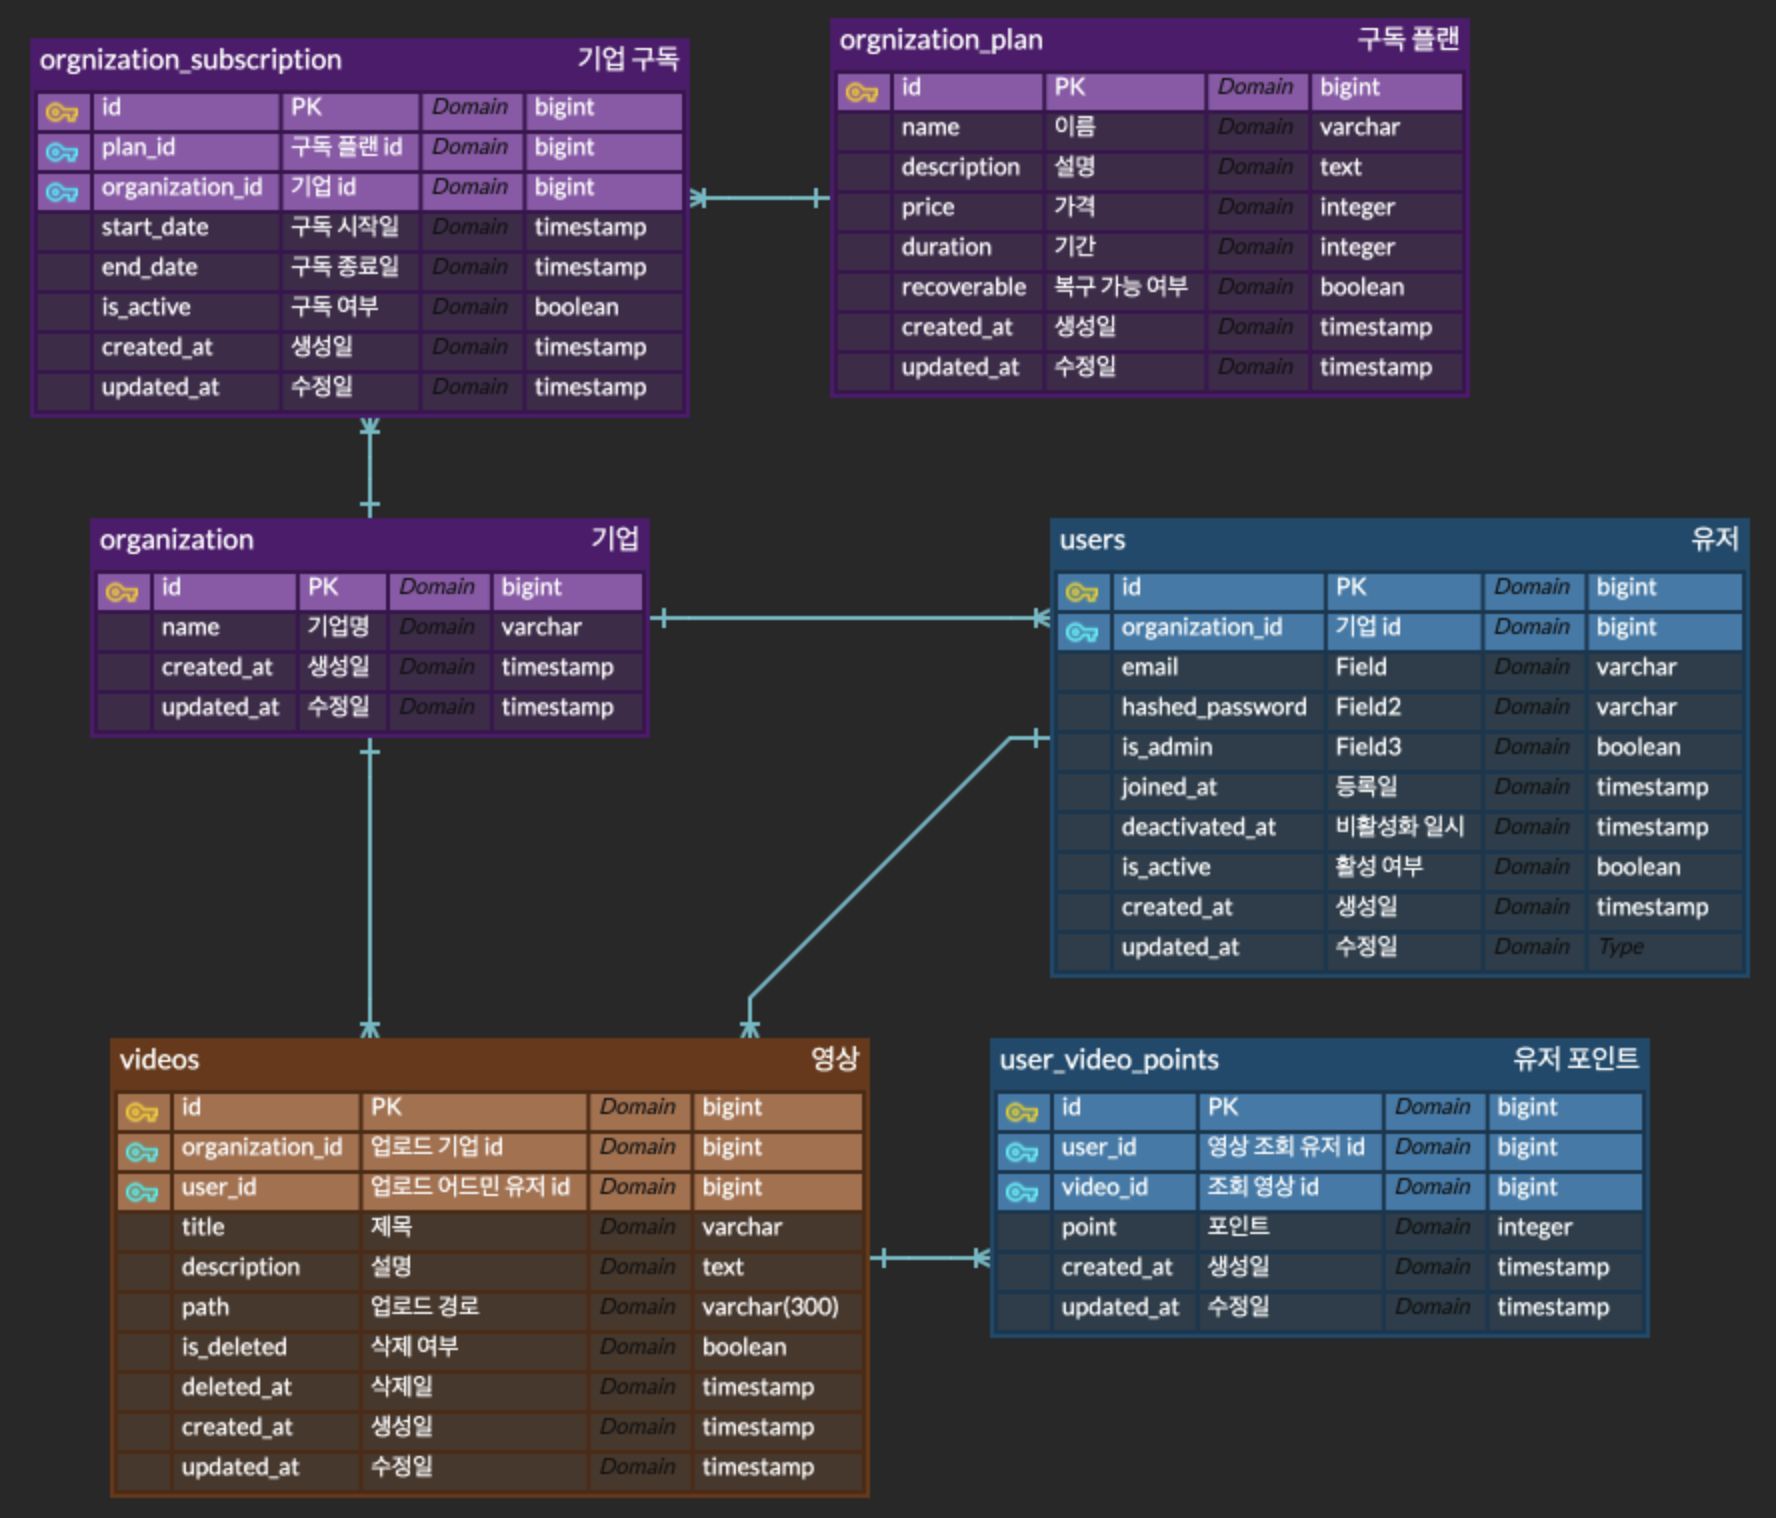 orgnization_subscription 기업 구독
id PK Domain bigint
plan_id 구독 플랜 id Domain bigint
organization_id 기업 id Domain bigint
start_date 구독 시작일 Domain timestamp
end_date 구독 종료일 Domain timestamp
is_active 구독 여부 Domain boolean
created_at 생성일 Domain timestamp
updated_at 수정일 Domain timestamp
orgnization_plan 구독 플랜
id PK Domain bigint
name 이름 Domain varchar
description 설명 Domain text
price 가격 Domain integer
duration 기간 Domain integer
recoverable 복구 가능 여부 Domain boolean
created_at 생성일 Domain timestamp
updated_at 수정일 Domain timestamp
organization 기업
id PK Domain bigint
name 기업명 Domain varchar
created_at 생성일 Domain timestamp
updated_at 수정일 Domain timestamp
users 유저
id PK Domain bigint
organization_id 기업 id Domain bigint
email Field Domain varchar
hashed_password Field2 Domain varchar
is_admin Field3 Domain boolean
joined_at 등록일 Domain timestamp
deactivated_at 비활성화 일시 Domain timestamp
is_active 활성 여부 Domain boolean
created_at 생성일 Domain timestamp
updated_at 수정일 Domain Type
videos 영상
id PK Domain bigint
organization_id 업로드 기업 id Domain bigint
user_id 업로드 어드민 유저 id Domain bigint
title 제목 Domain varchar
description 설명 Domain text
path 업로드 경로 Domain varchar(300)
is_deleted 삭제 여부 Domain boolean
deleted_at 삭제일 Domain timestamp
created_at 생성일 Domain timestamp
updated_at 수정일 Domain timestamp
user_video_points 유저 포인트
id PK Domain bigint
user_id 영상 조회 유저 id Domain bigint
video_id 조회 영상 id Domain bigint
point 포인트 Domain integer
created_at 생성일 Domain timestamp
updated_at 수정일 Domain timestamp